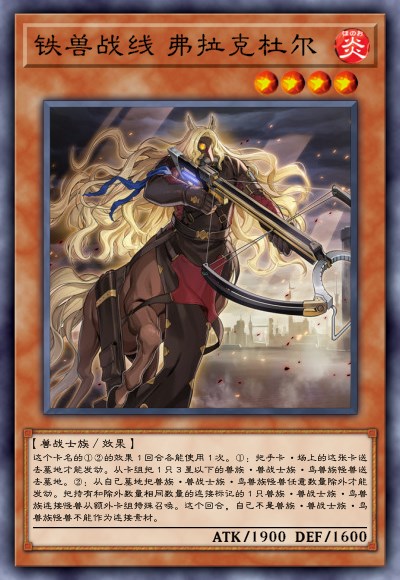 铁兽战线 弗拉克杜尔
炎
【兽战士族/效果】
这个卡名的①②的效果1回合各能使用1次。①：把手卡・场上的这张卡送
去墓地才能发动。从卡组把1只3星以下的兽族・兽战士族・鸟兽族怪兽送
去墓地。②：从自己墓地把兽族・兽战士族・鸟兽族怪兽任意数量除外才能
发动。把持有和除外数量相同数量的连接标记的1只兽族・兽战士族・鸟兽
族连接怪兽从额外卡组特殊召唤。这个回合，自己不是兽族・兽战士族・鸟
兽族怪兽不能作为连接素材。
ATK/1900 DEF/1600